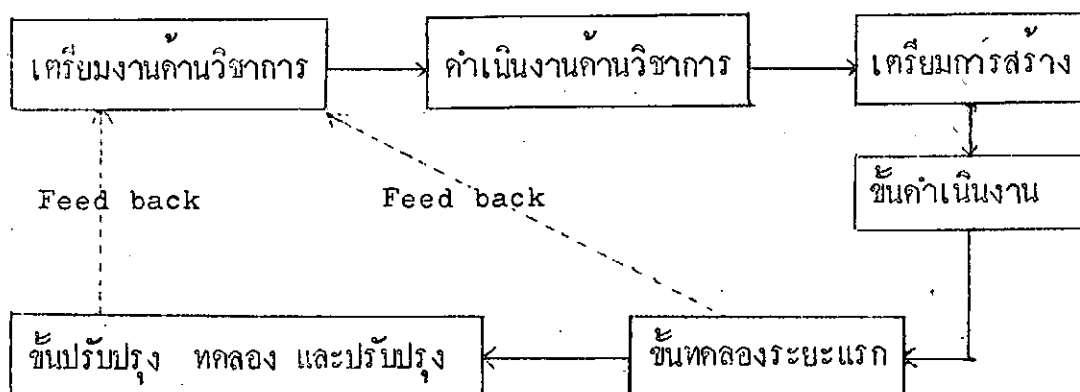 เตรียมงานด้านวิชาการ
ดำเนินงานด้านวิชาการ
เตรียมการสร้าง
ขั้นดำเนินงาน
Feed back
Feed back
ขั้นปรับปรุง ทดลอง และปรับปรุง
ขั้นทดลองระยะแรก